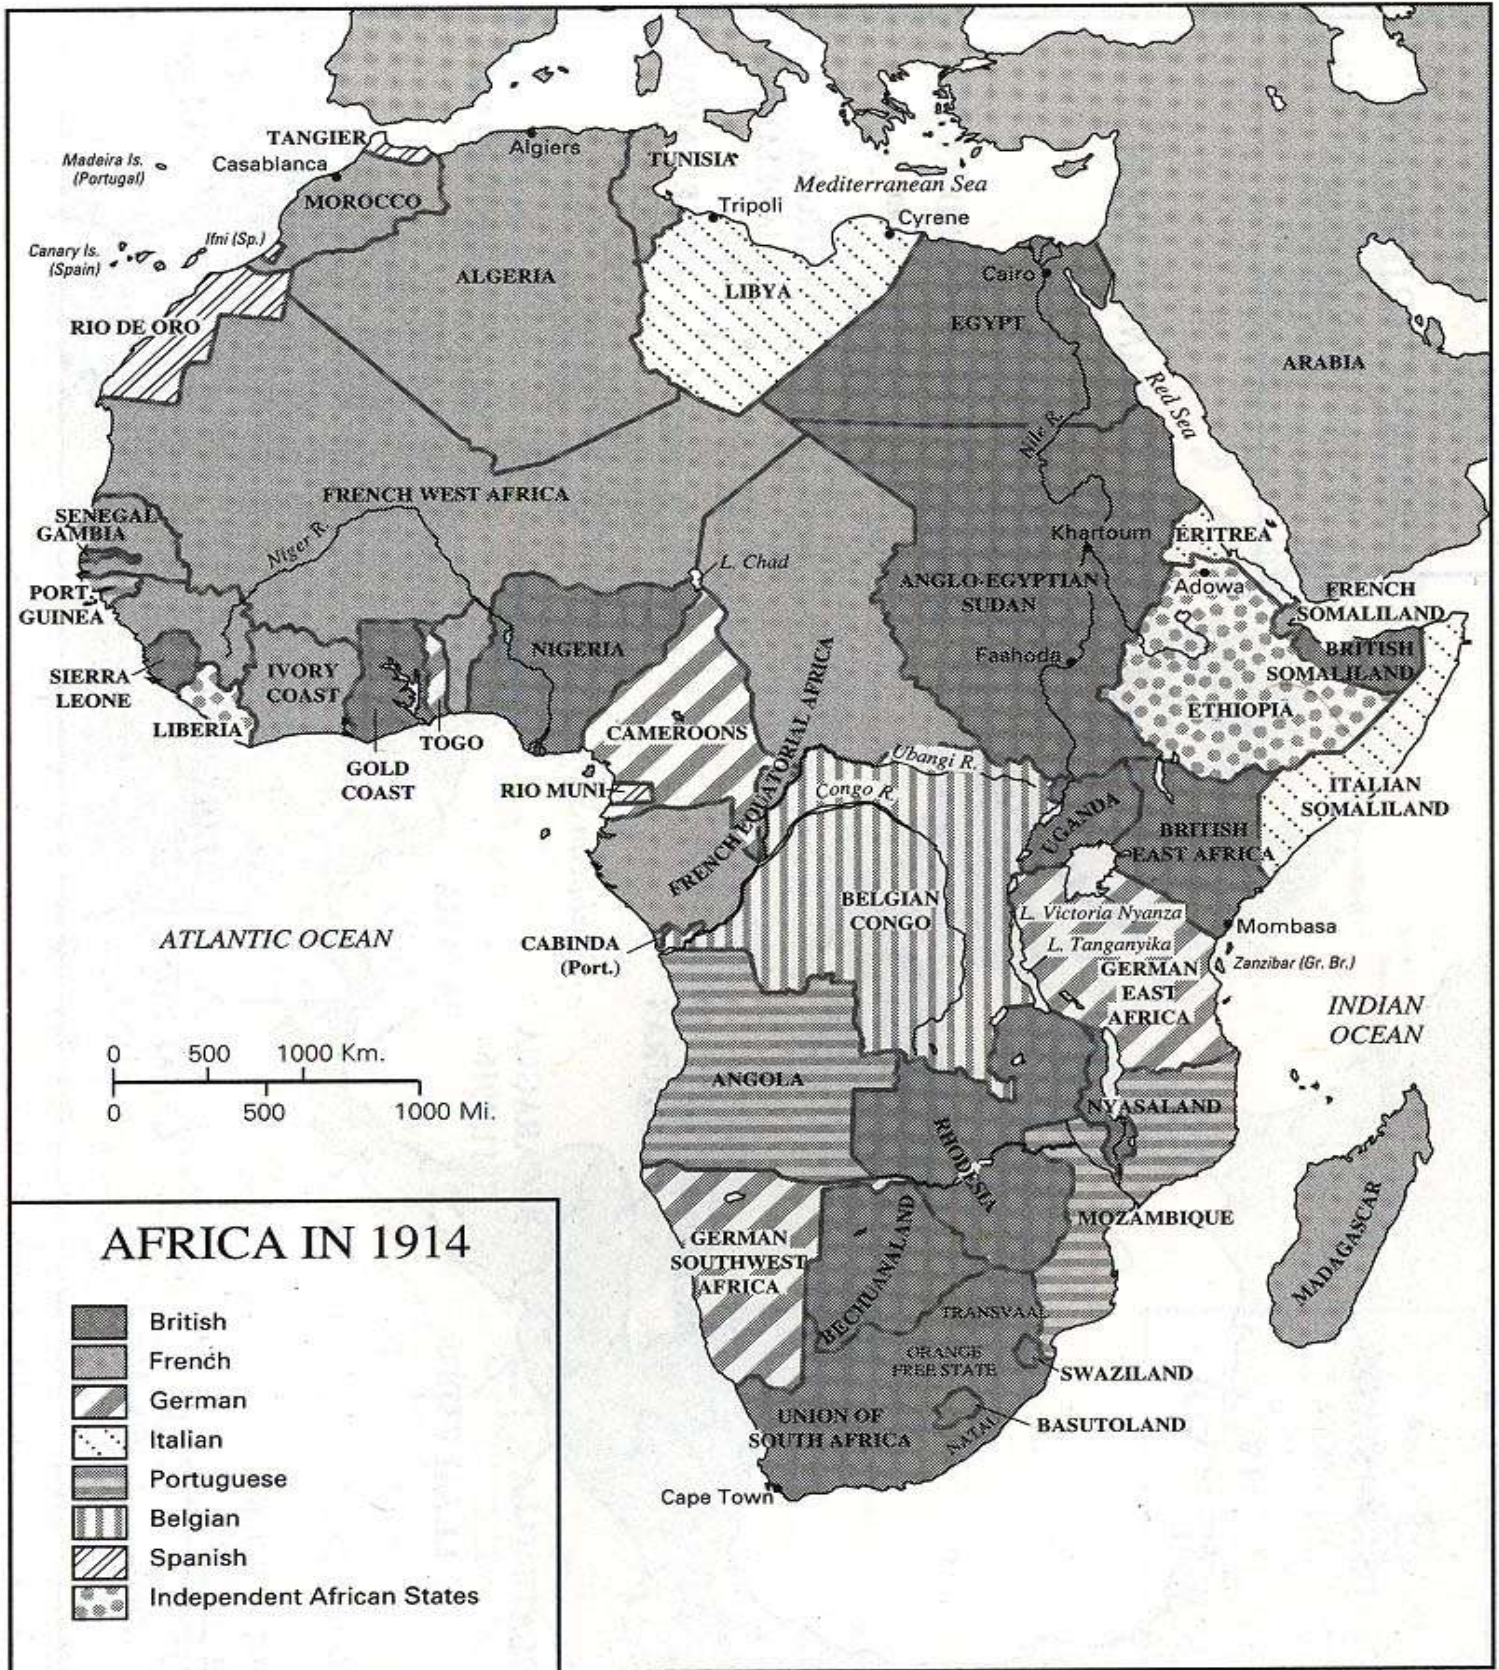 TANGIER
Casablanca
Madeira Is.
(Portugal)
MOROCCO
Algiers
TUNISIA
Mediterranean Sea
Tripoli
Cyrene
Ifni (Sp.)
Canary Is.
(Spain)
ALGERIA
LIBYA
Cairo
EGYPT
RIO DE ORO
ARABIA
Red Sea
Nile R.
FRENCH WEST AFRICA
SENEGAL
GAMBIA
Niger R.
Khartoum
ERITREA
L. Chad
PORT.
GUINEA
ANGLO-EGYPTIAN
SUDAN
Adowa
FRENCH
SOMALILAND
NIGERIA
BRITISH
SOMALILAND
Fashoda
SIERRA
LEONE
IVORY
COAST
ETHIOPIA
LIBERIA
TOGO
CAMEROONS
GOLD
COAST
RIO MUNI
FRENCH EQUATORIAL AFRICA
Ubangi R.
Congo R.
ITALIAN
SOMALILAND
UGANDA
BRITISH
EAST AFRICA
BELGIAN
CONGO
L. Victoria Nyanza
Mombasa
ATLANTIC OCEAN
CABINDA
(Port.)
L. Tanganyika
Zanzibar (Gr. Br.)
GERMAN
EAST
AFRICA
INDIAN
OCEAN
0 500 1000 Km.
0 500 1000 Mi.
ANGOLA
NYASALAND
RHODESIA
MOZAMBIQUE
MADAGASCAR
GERMAN
SOUTHWEST
AFRICA
BECHUANALAND
TRANSVAAL
ORANGE
FREE STATE
SWAZILAND
UNION OF
SOUTH AFRICA
NATAL
BASUTOLAND
Cape Town
AFRICA IN 1914
British
French
German
Italian
Portuguese
Belgian
Spanish
Independent African States